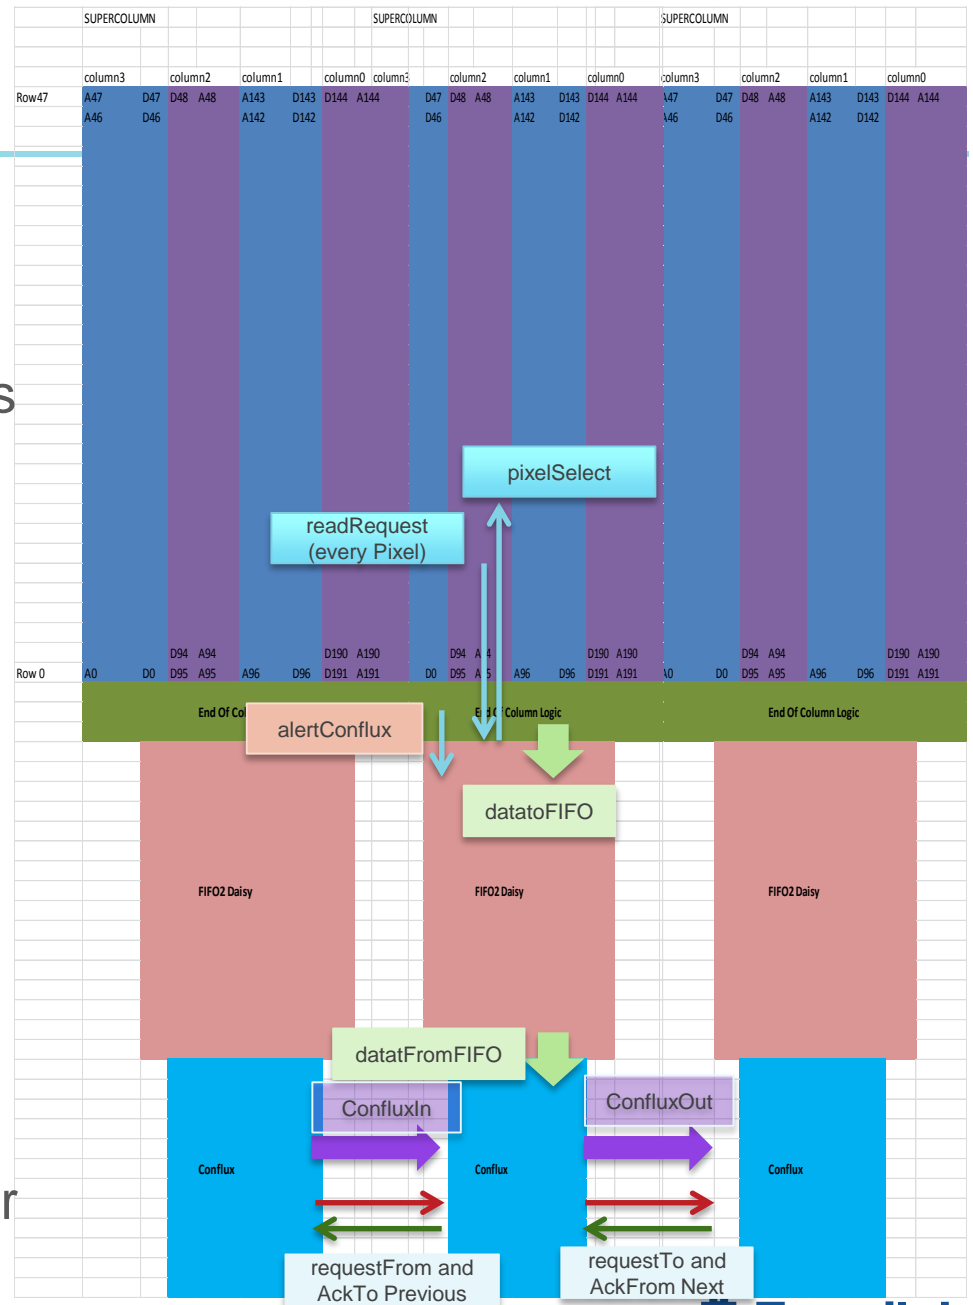 SUPERCOLUMN SUPERCOLUMN SUPERCOLUMN
column3 column2 column1 column0 column3 column2 column1 column0 column3 column2 column1 column0
Row47 A47 D47 D48 A48 A143 D143 D144 A144 D47 D48 A48 A143 D143 D144 A144 A47 D47 D48 A48 A143 D143 D144 A144
A46 D46 A142 D142 D46 A142 D142 A46 D46 A142 D142
s
pixelSelect
readRequest
(every Pixel)
D94 A94 D190 A190 D94 D190 A190 D94 A94 D190 A190
Row 0 A0 D0 D95 A95 A96 D96 D191 A191 D0 D95 A96 D96 D191 A191 A0 D0 D95 A95 A96 D96 D191 A191
End Of Col End Of Column Logic End Of Column Logic
alertConflux
datatoFIFO
FIFO2 Daisy FIFO2 Daisy FIFO2 Daisy
datatFromFIFO
ConfluxIn ConfluxOut
Conflux Conflux Conflux
r
requestFrom and
AckTo Previous
requestTo and
AckFrom Next